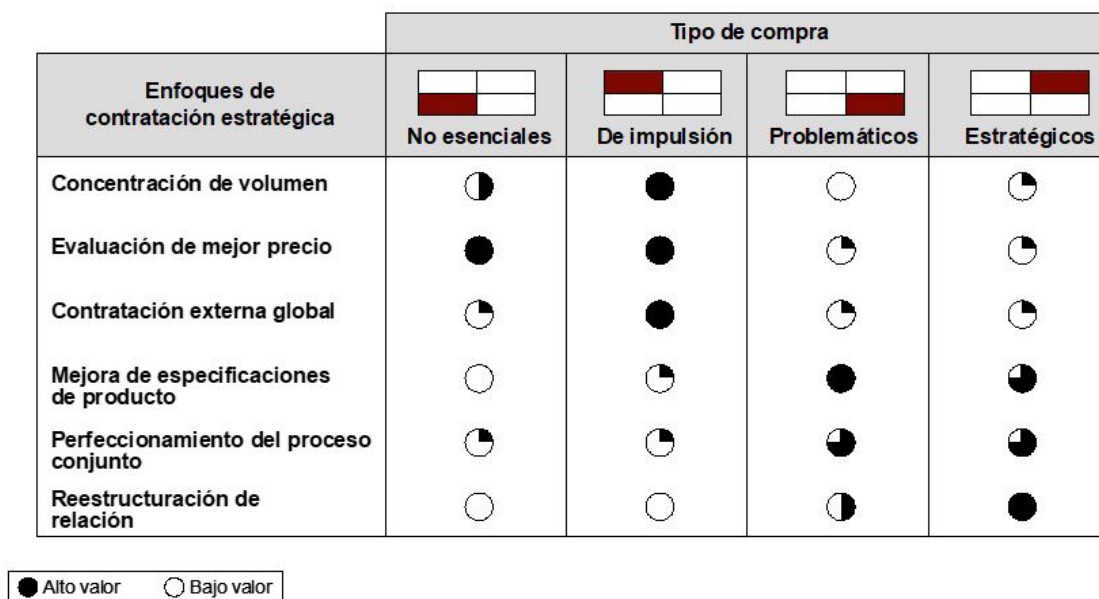 Tipo de compra
Enfoques de
contratación estratégica
No esenciales
De impulsión
Problemáticos
Estratégicos
Concentración de volumen
Evaluación de mejor precio
Contratación externa global
Mejora de especificaciones
de producto
Perfeccionamiento del proceso
conjunto
Reestructuración de
relación
Alto valor
Bajo valor